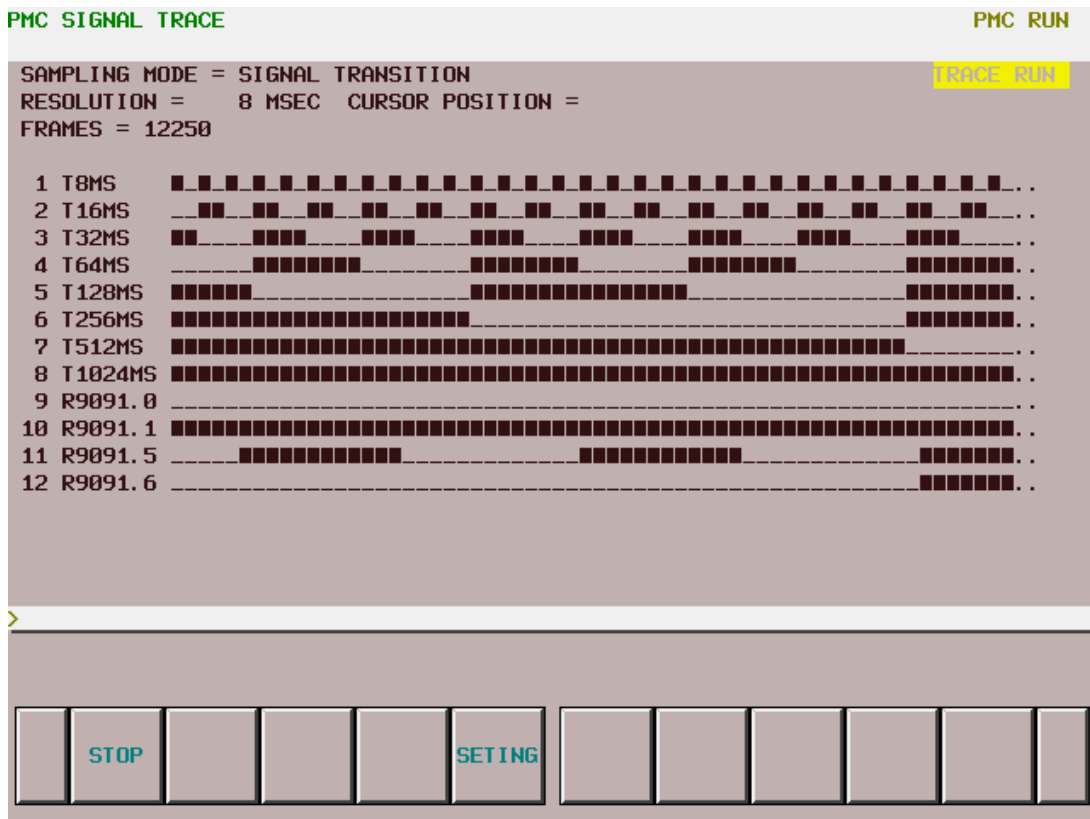 PMC SIGNAL TRACE PMC RUN
SAMPLING MODE = SIGNAL TRANSITION TRACE RUN
RESOLUTION = 8 MSEC CURSOR POSITION =
FRAMES = 12250
1 T8MS
2 T16MS
3 T32MS
4 T64MS
5 T128MS
6 T256MS
7 T512MS
8 T1024MS
9 R9091.0
10 R9091.1
11 R9091.5
12 R9091.6
>
STOP SETING